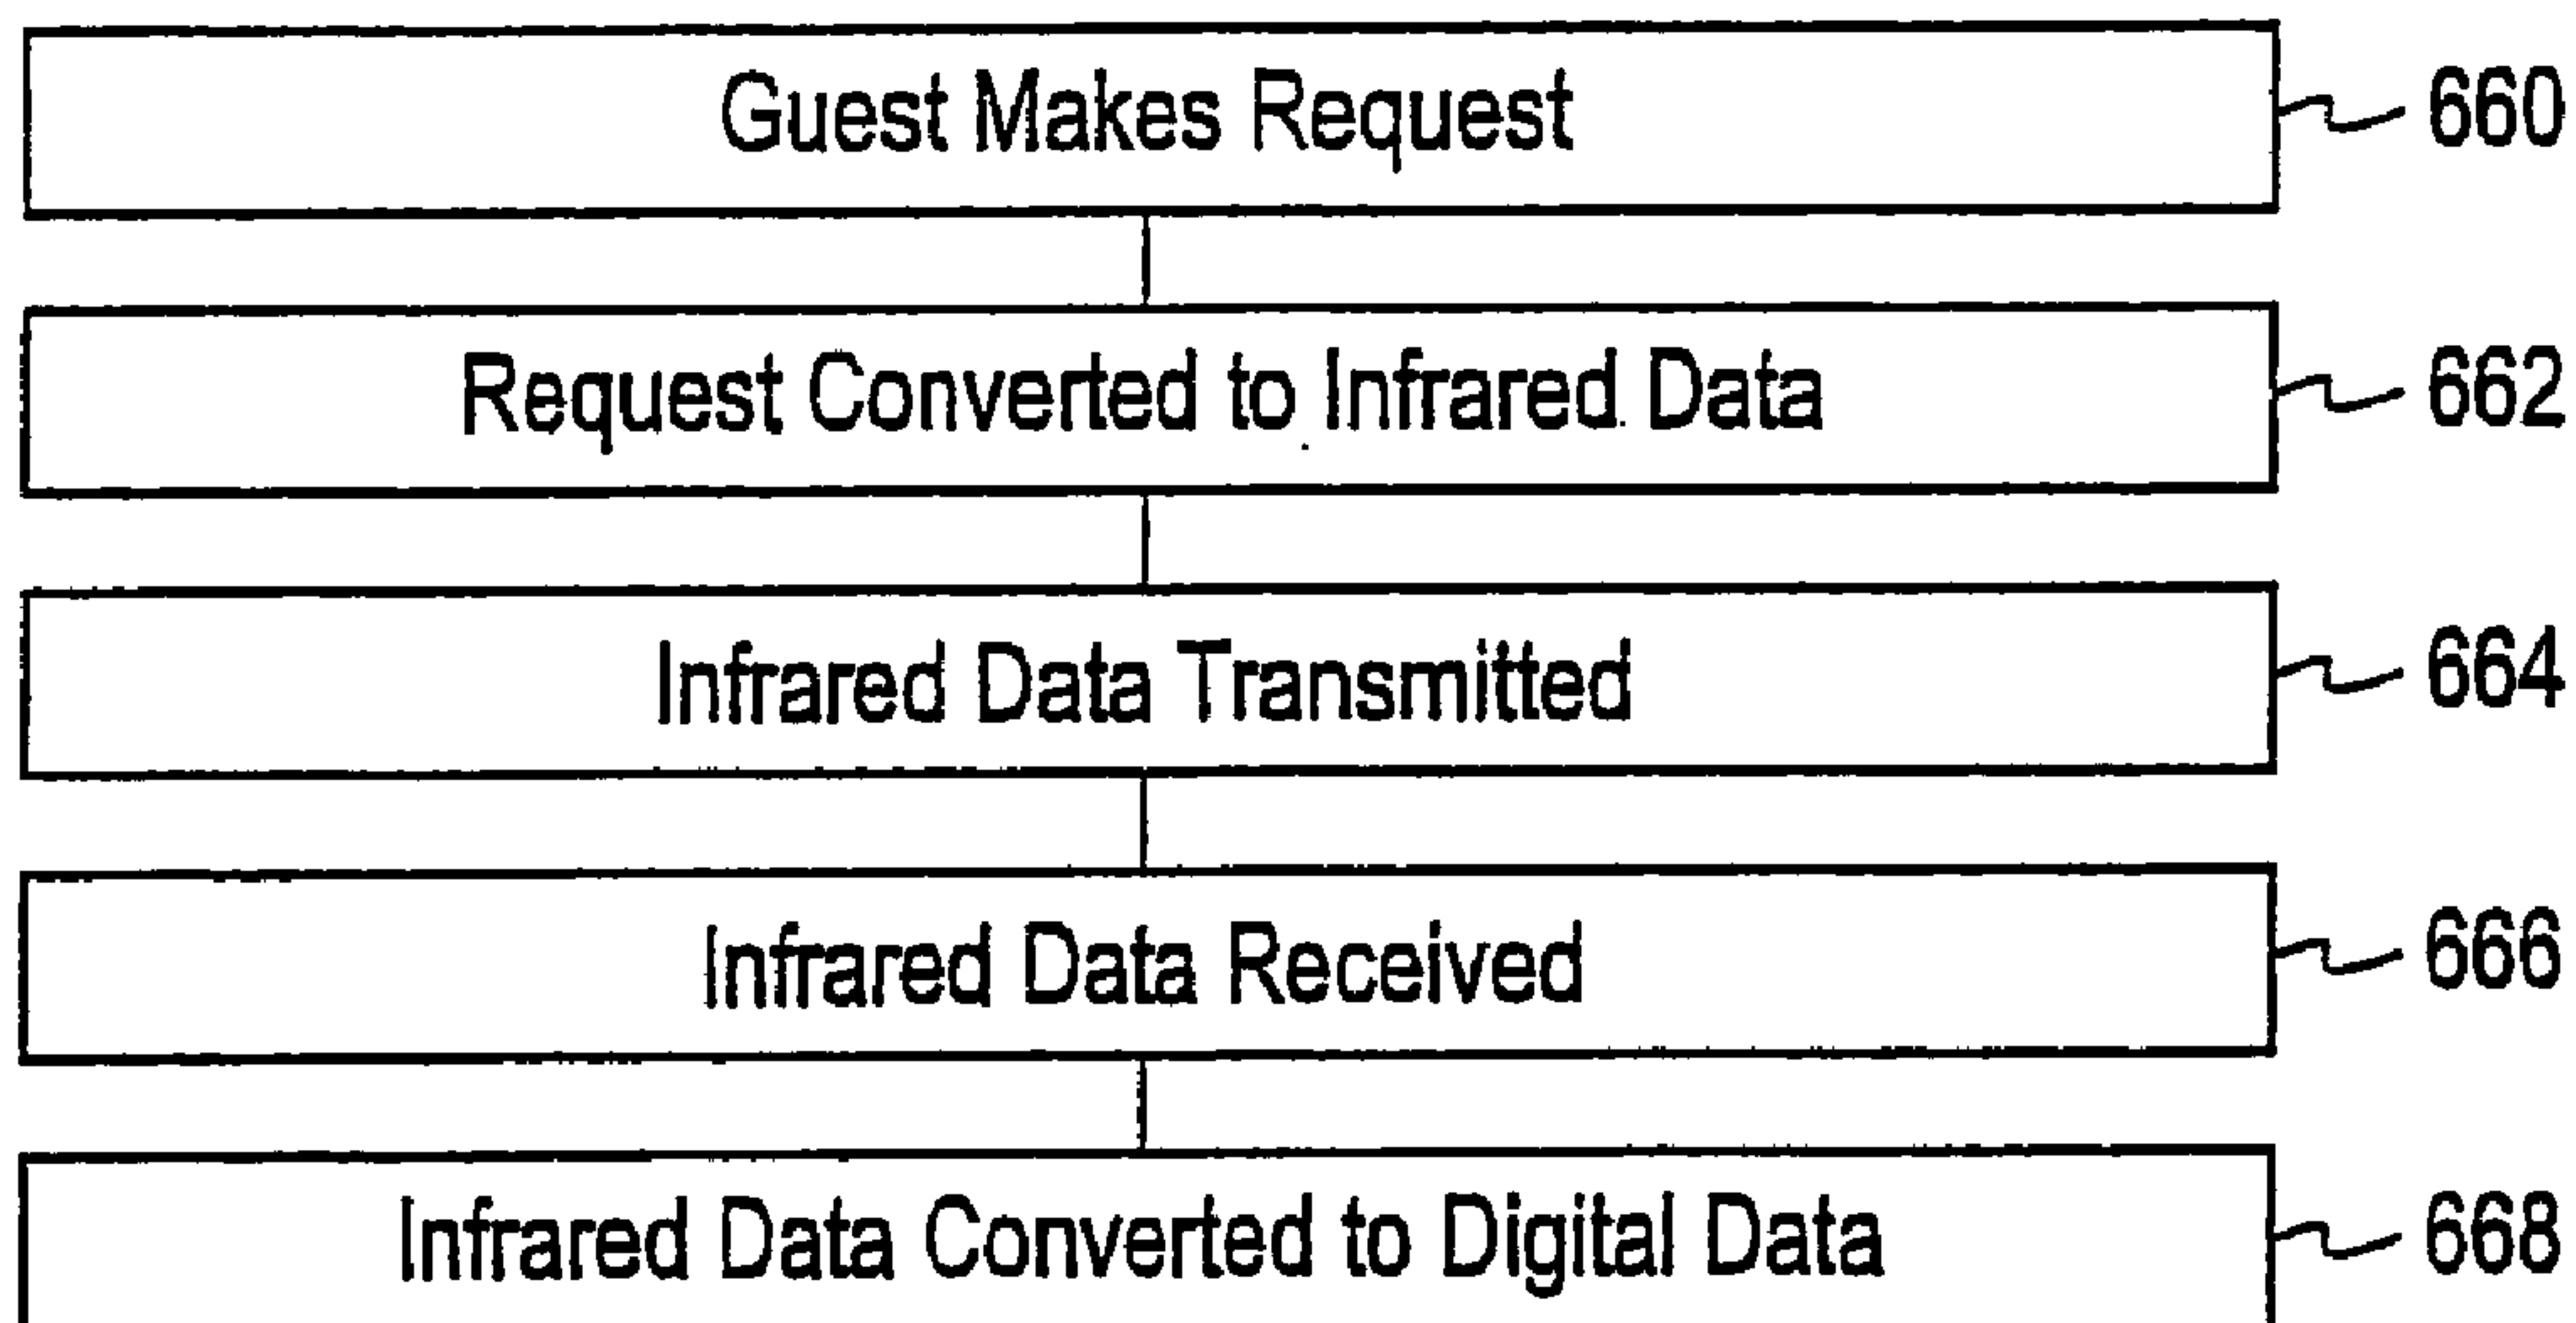 Guest Makes Request
660
Request Converted to Infrared Data
662
Infrared Data Transmitted
664
Infrared Data Received
666
Infrared Data Converted to Digital Data
668